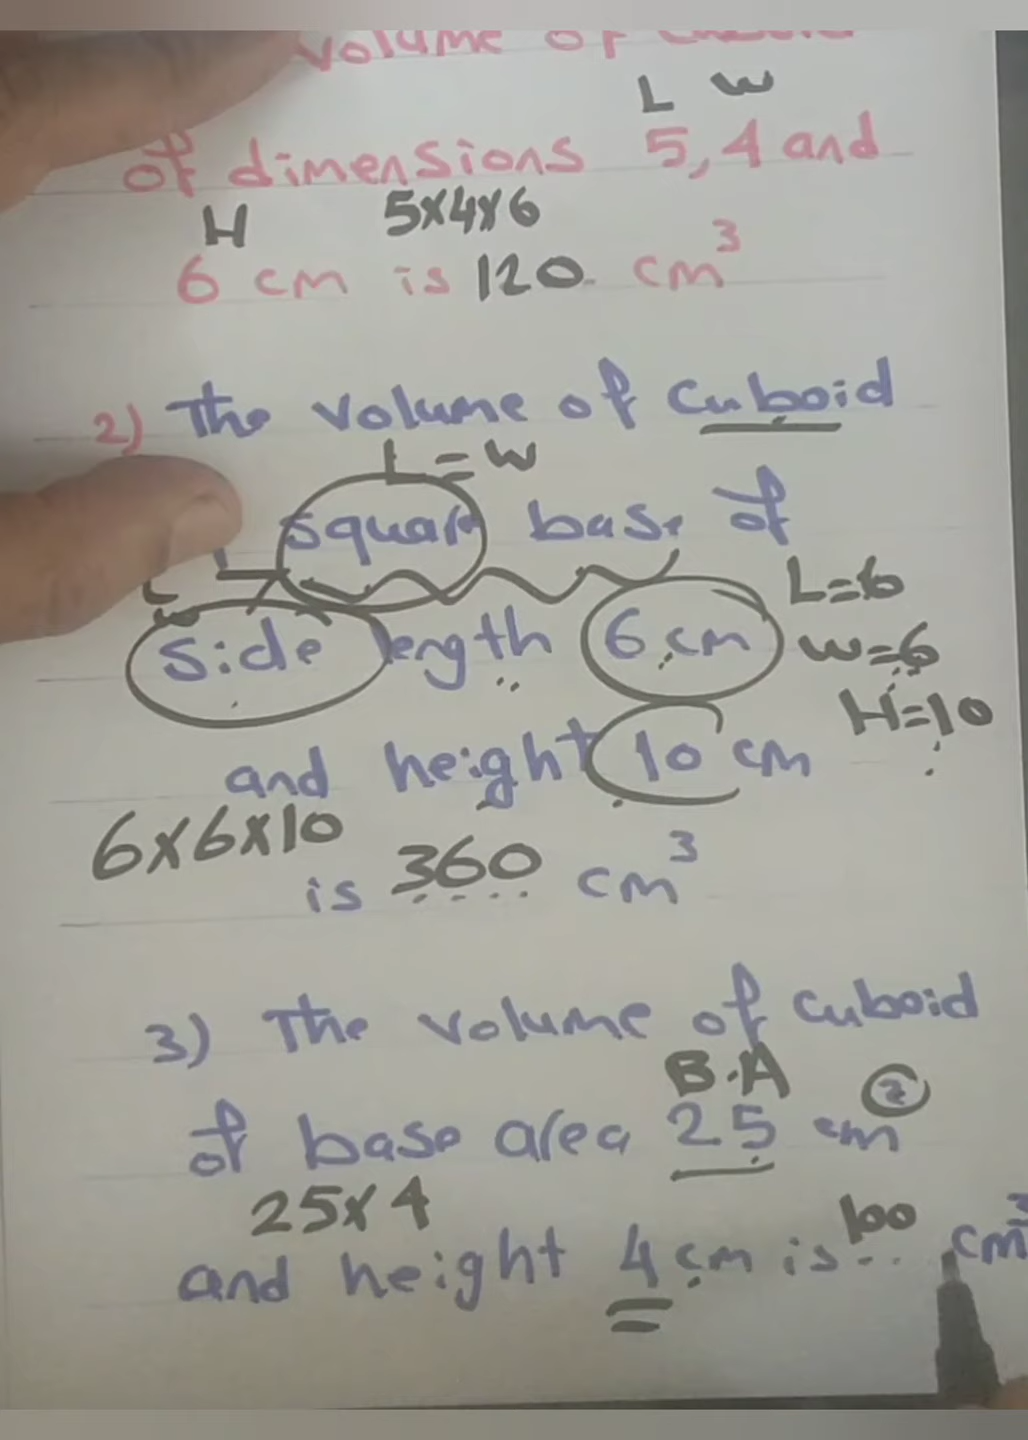 volume of cuboid
L W
of dimensions 5,4 and
H 5x4x6
6 cm is 120 cm³
2) The volume of cuboid
L = W
square base of
L=6
side length 6 cm W=6
H=10
and height 10 cm
6x6x10
is 360 cm³
3) The volume of cuboid
B.A
of base area 25 cm²
25x4
and height 4 cm is 100 cm³